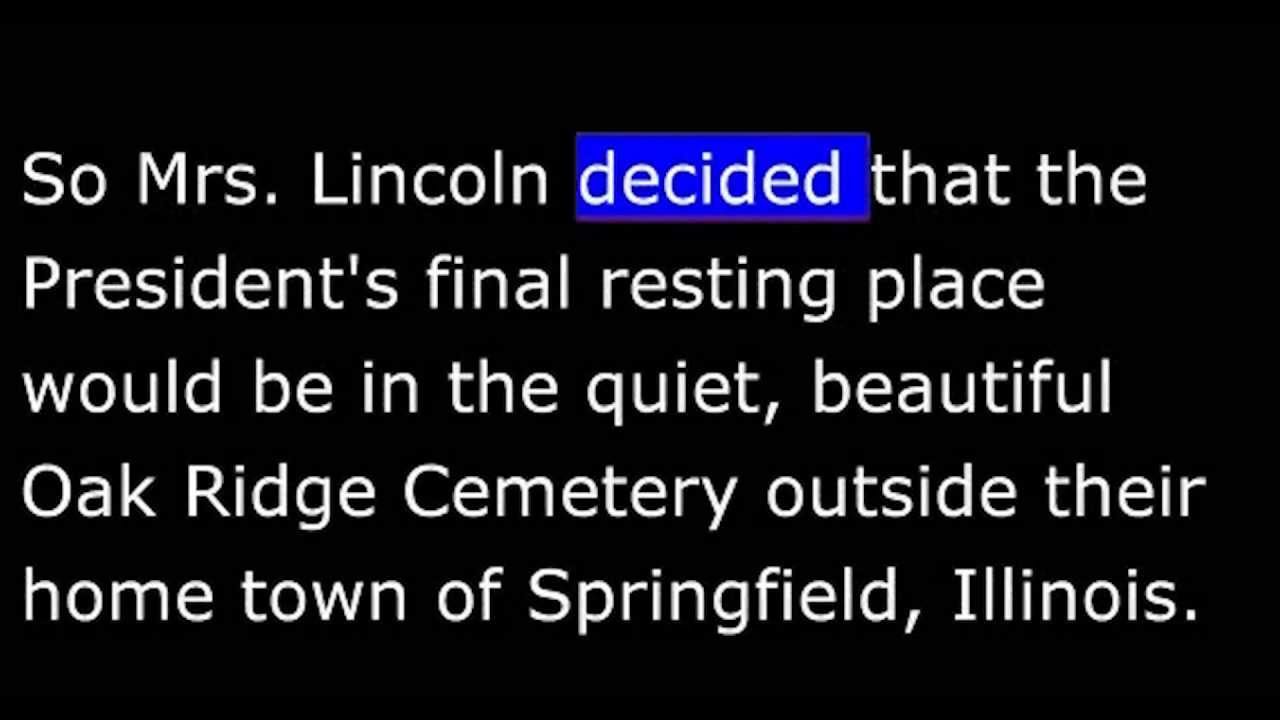 So Mrs. Lincoln decided that the
President's final resting place
would be in the quiet, beautiful
Oak Ridge Cemetery outside their
home town of Springfield, Illinois.